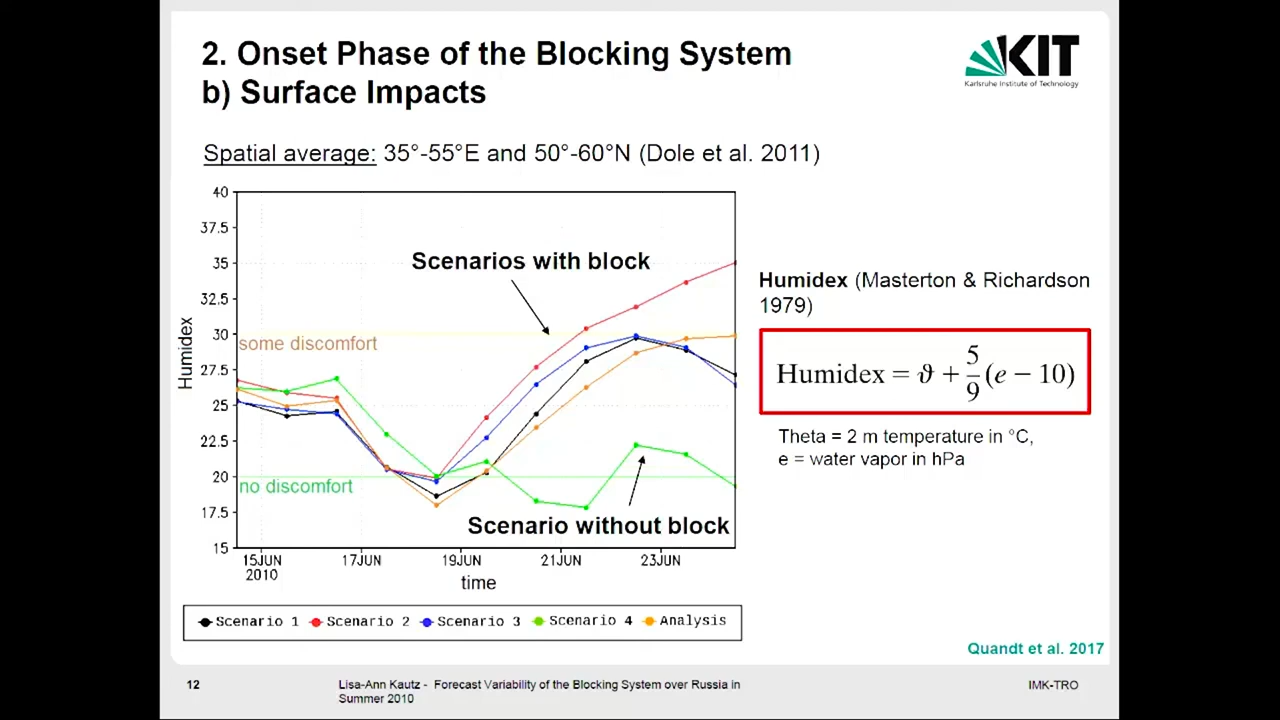 2. Onset Phase of the Blocking System
b) Surface Impacts
KIT
Karlsruhe Institute of Technology
Spatial average: 35°-55°E and 50°-60°N (Dole et al. 2011)
40
37.5
35
32.5
30
27.5
25
22.5
20
17.5
15
Humidex
Scenarios with block
some discomfort
no discomfort
Scenario without block
15JUN
2010
17JUN
19JUN
21JUN
23JUN
time
Scenario 1 Scenario 2 Scenario 3 Scenario 4 Analysis
Humidex (Masterton & Richardson
1979)
Humidex = ϑ + 5/9 (e − 10)
Theta = 2 m temperature in °C,
e = water vapor in hPa
Quandt et al. 2017
12
Lisa-Ann Kautz - Forecast Variability of the Blocking System over Russia in
Summer 2010
IMK-TRO